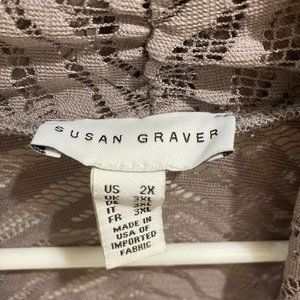 SUSAN GRAVER
US 2X
UK 3XL
IT 3XL
FR 3XL
MADE IN
USA OF
IMPORTED
FABRIC